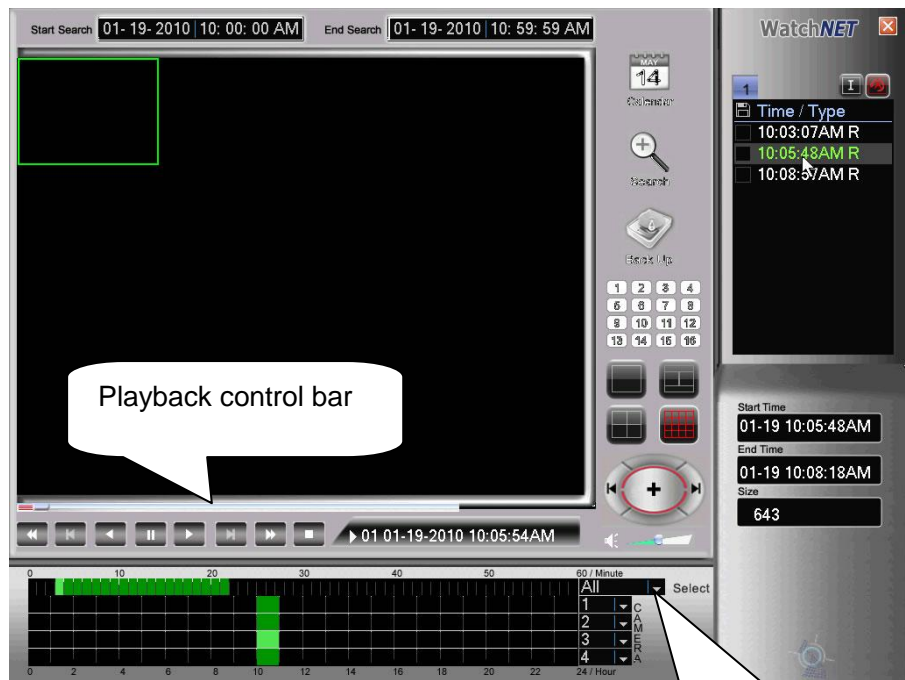 Start Search 01- 19- 2010 10: 00: 00 AM End Search 01- 19- 2010 10: 59: 59 AM
WatchNET
MAY
14
Calendar
Search
Back Up
1 2 3 4
5 6 7 8
9 10 11 12
13 14 15 16
1 I
Time / Type
10:03:07AM R
10:05:48AM R
10:08:57AM R
Playback control bar
Start Time
01-19 10:05:48AM
End Time
01-19 10:08:18AM
Size
643
01 01-19-2010 10:05:54AM
0 10 20 30 40 50 60 / Minute
All Select
1
2
3
4
CAMERA
0 2 4 6 8 10 12 14 16 18 20 22 24 / Hour